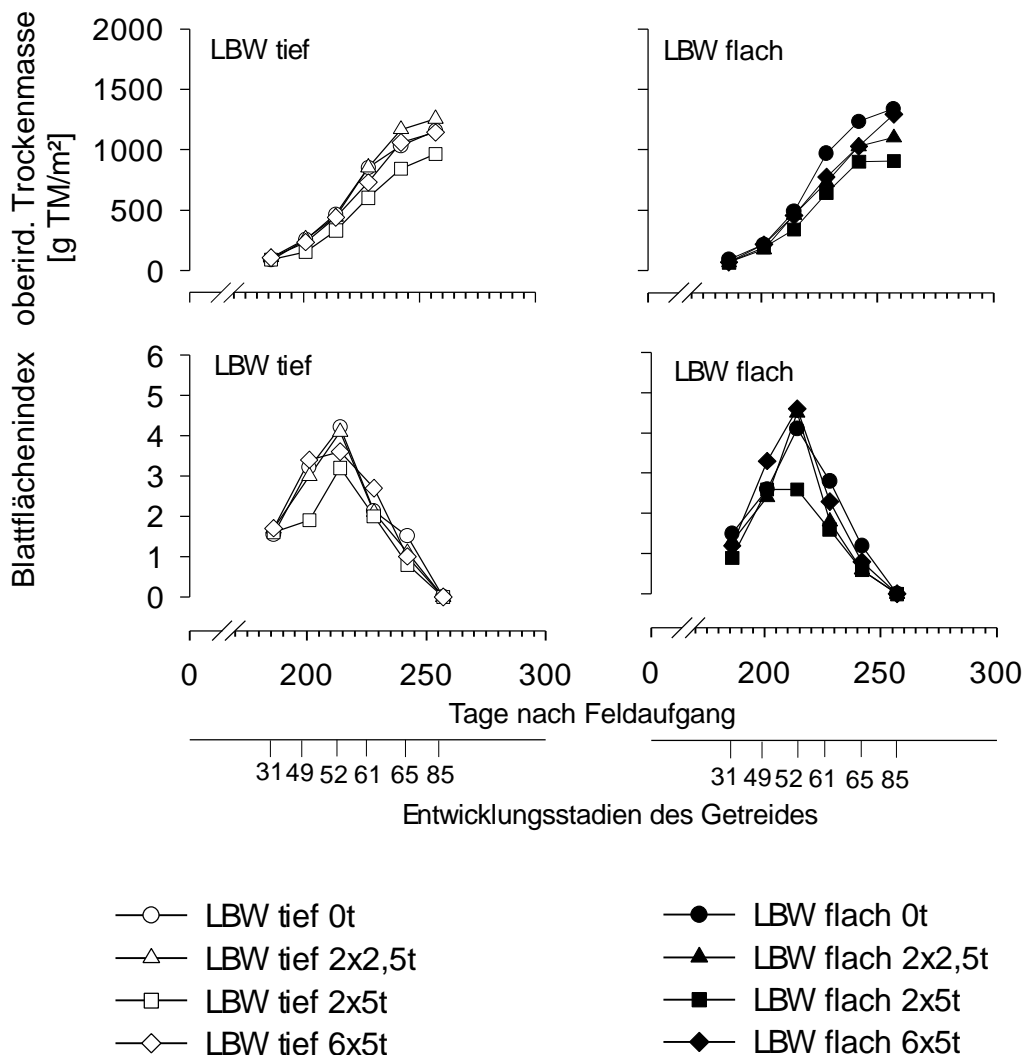 oberird. Trockenmasse
[g TM/m²]
2000
1500
1000
500
0
LBW tief
LBW flach
300
Blattflächenindex
6
5
4
3
2
1
0
LBW tief
LBW flach
0 200 250 300
0 200 250 300
Tage nach Feldaufgang
31 49 52 61 65 85
31 49 52 61 65 85
Entwicklungsstadien des Getreides
LBW tief 0t
LBW tief 2x2,5t
LBW tief 2x5t
LBW tief 6x5t
LBW flach 0t
LBW flach 2x2,5t
LBW flach 2x5t
LBW flach 6x5t